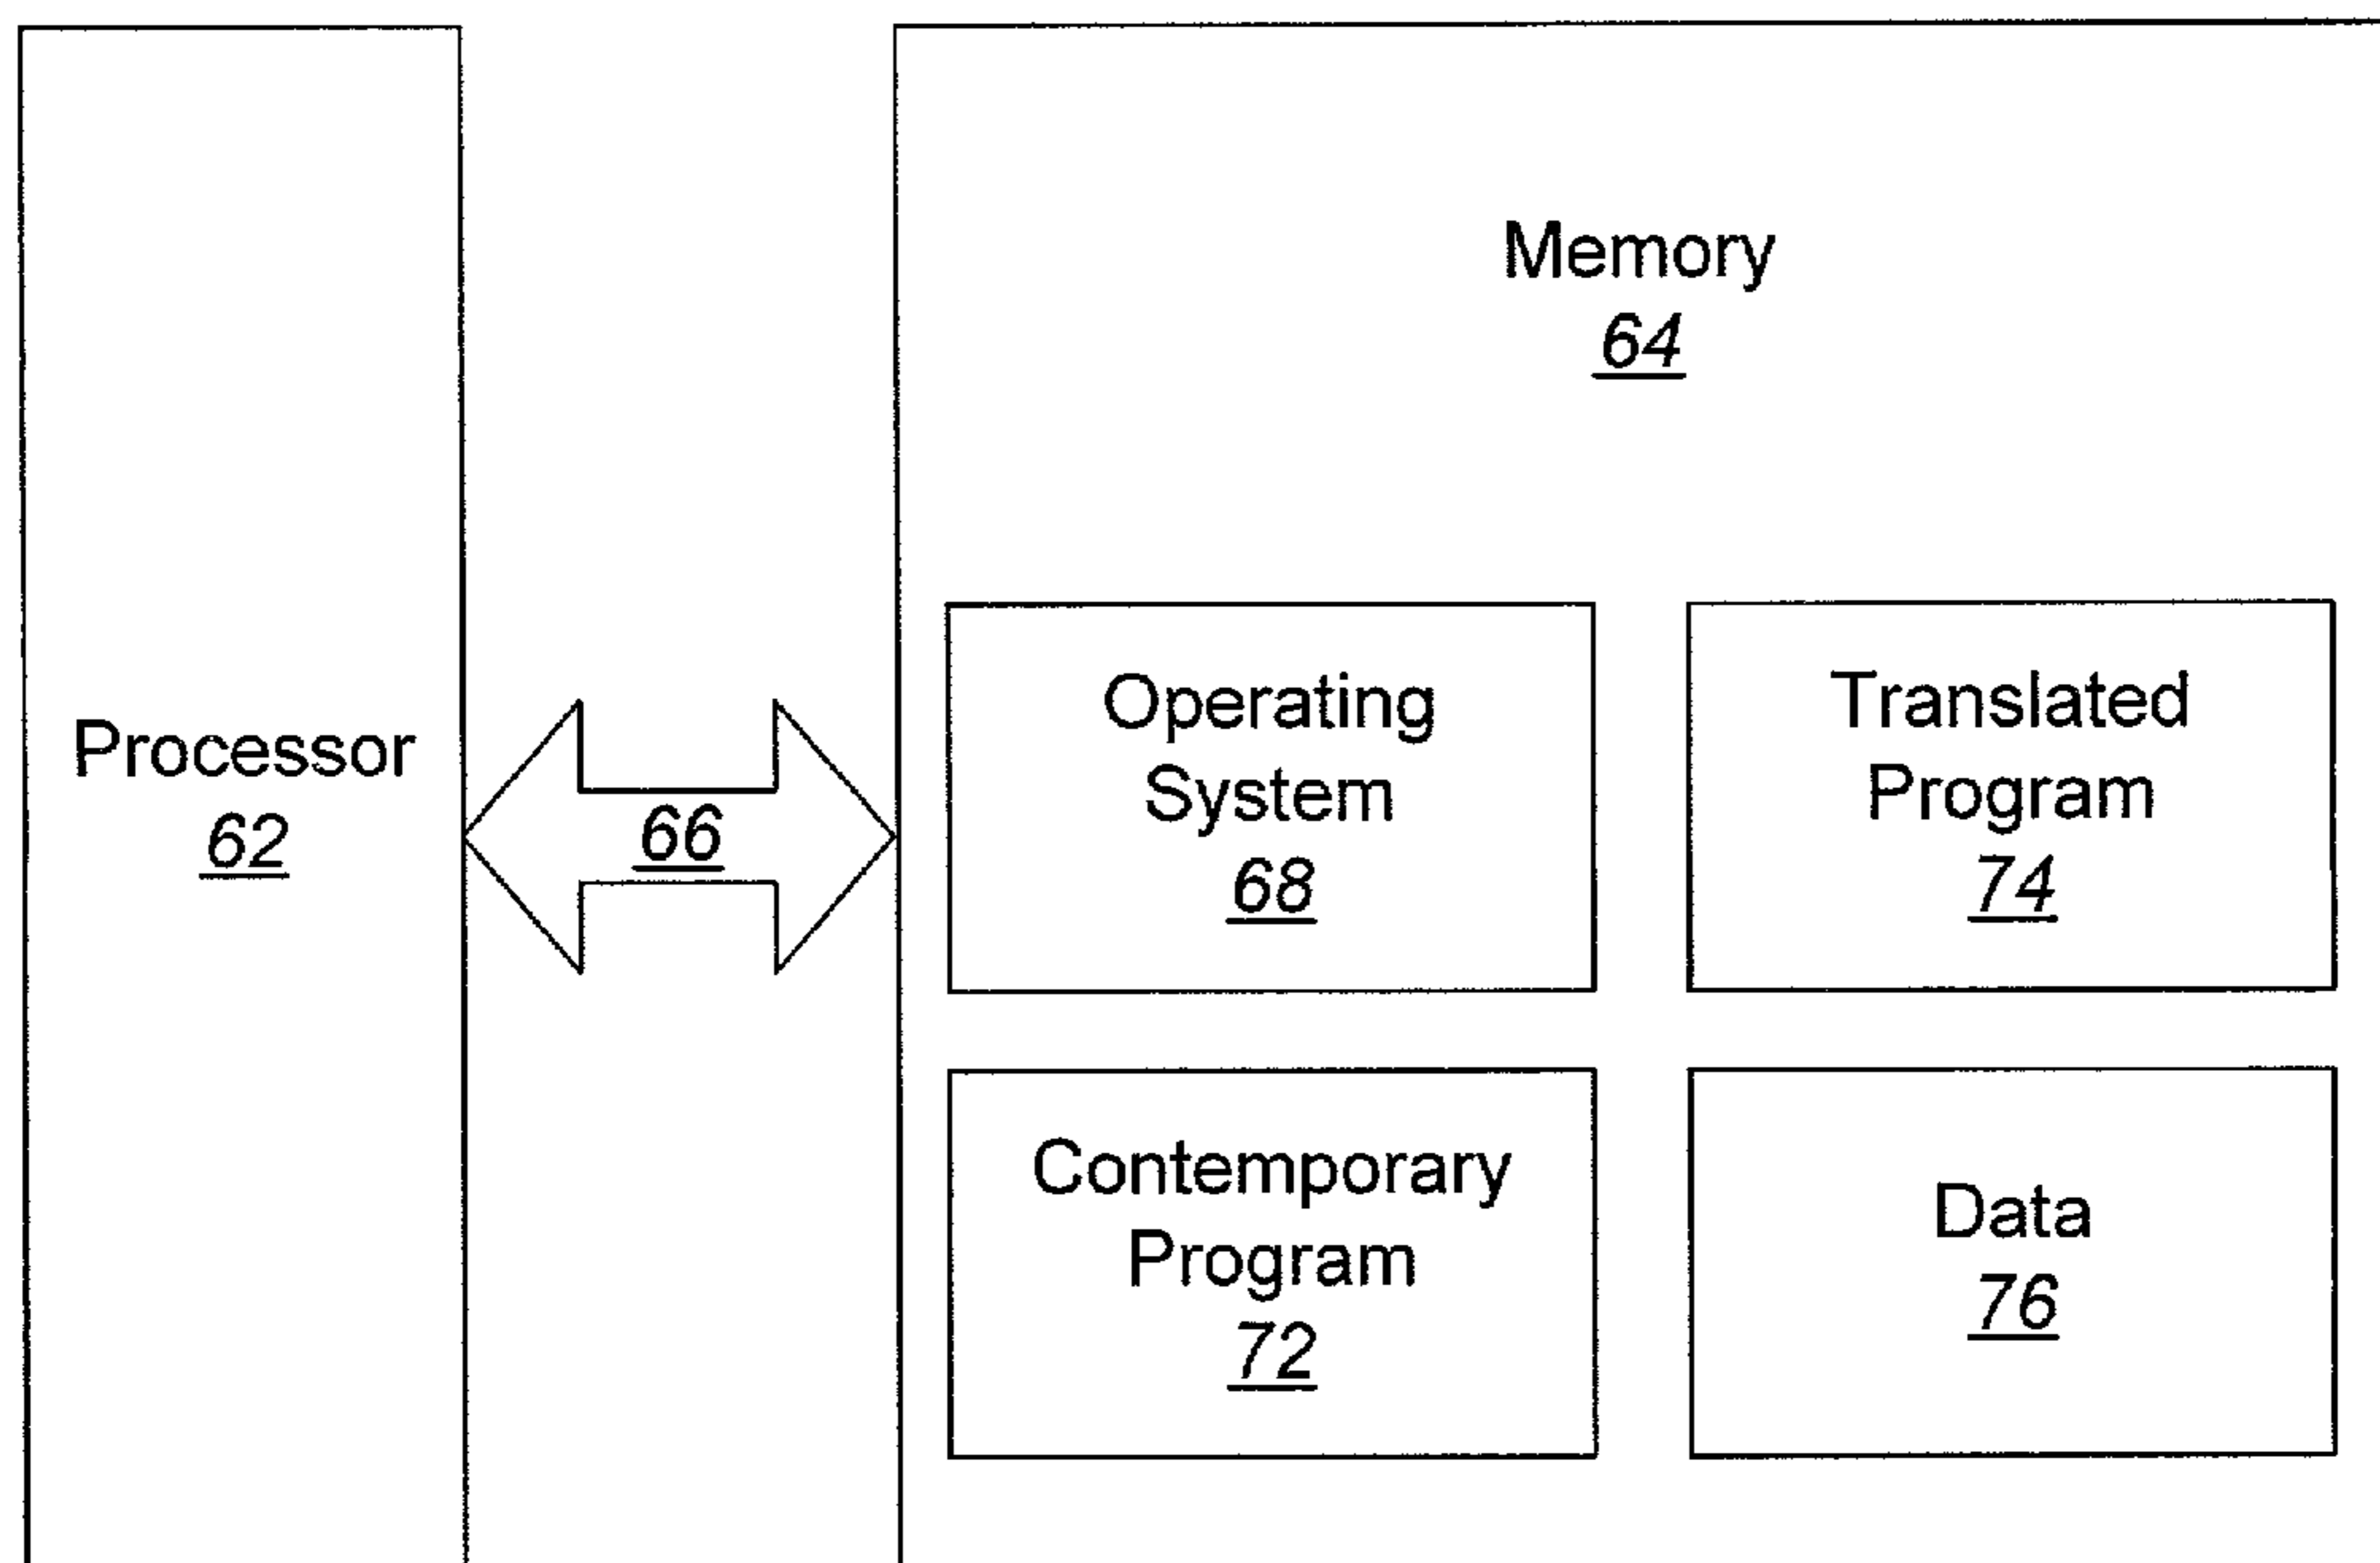 Memory
64
Processor
62
66
Operating
System
68
Translated
Program
74
Contemporary
Program
72
Data
76